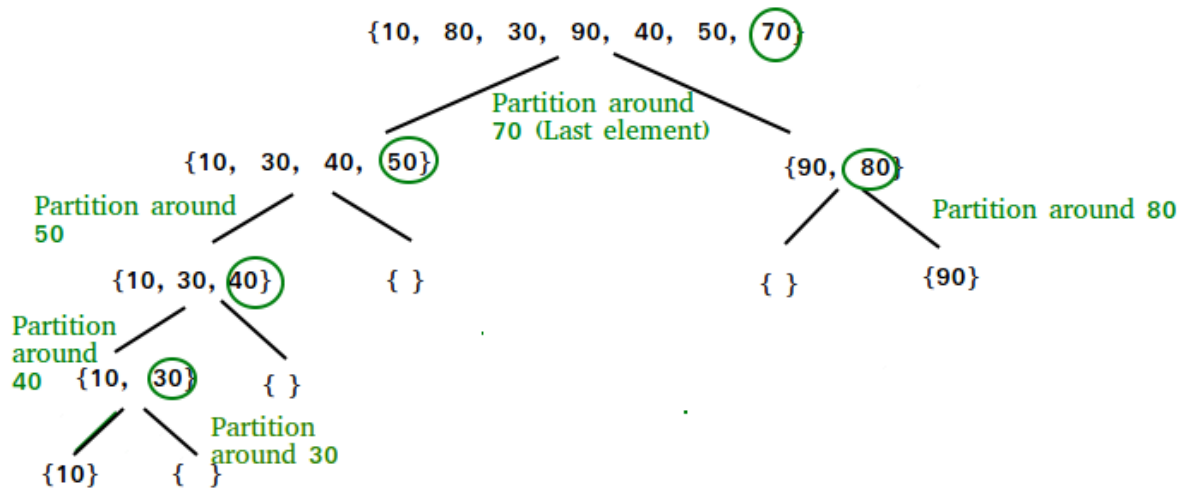 {10, 80, 30, 90, 40, 50, 70}
Partition around
70 (Last element)
{10, 30, 40, 50}
{90, 80}
Partition around
50
Partition around 80
{10, 30, 40}
{ }
{ }
{90}
Partition
around
40
{10, 30}
{ }
Partition
around 30
{10}
{ }